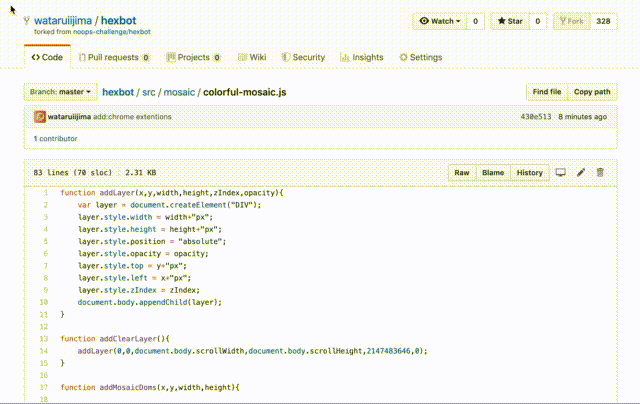 wataruiijima / hexbot
forked from noops-challenge/hexbot
Watch 0 Star 0 Fork 328
Code Pull requests 0 Projects 0 Wiki Security Insights Settings
Branch: master hexbot / src / mosaic / colorful-mosaic.js Find file Copy path
wataruiijima add:chrome extentions 430e513 8 minutes ago
1 contributor
83 lines (70 sloc) 2.31 KB Raw Blame History
1 function addLayer(x,y,width,height,zIndex,opacity){
2 var layer = document.createElement("DIV");
3 layer.style.width = width+"px";
4 layer.style.height = height+"px";
5 layer.style.position = "absolute";
6 layer.style.opacity = opacity;
7 layer.style.top = y+"px";
8 layer.style.left = x+"px";
9 layer.style.zIndex = zIndex;
10 document.body.appendChild(layer);
11 }
12
13 function addClearLayer(){
14 addLayer(0,0,document.body.scrollWidth,document.body.scrollHeight,2147483646,0);
15 }
16
17 function addMosaicDoms(x,y,width,height){
18